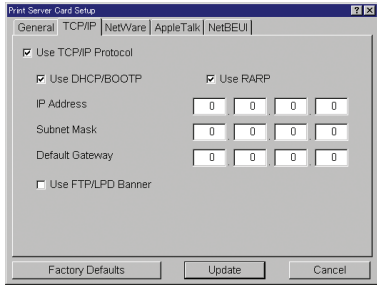 Print Server Card Setup
General TCP/IP NetWare AppleTalk NetBEUI
Use TCP/IP Protocol
Use DHCP/BOOTP Use RARP
IP Address 0 . 0 . 0 . 0
Subnet Mask 0 . 0 . 0 . 0
Default Gateway 0 . 0 . 0 . 0
Use FTP/LPD Banner
Factory Defaults Update Cancel